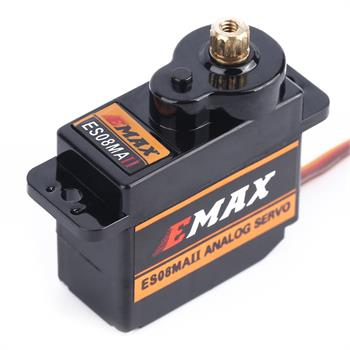 EMAX
ES08MAII
EMAX
ES08MAII ANALOG SERVO